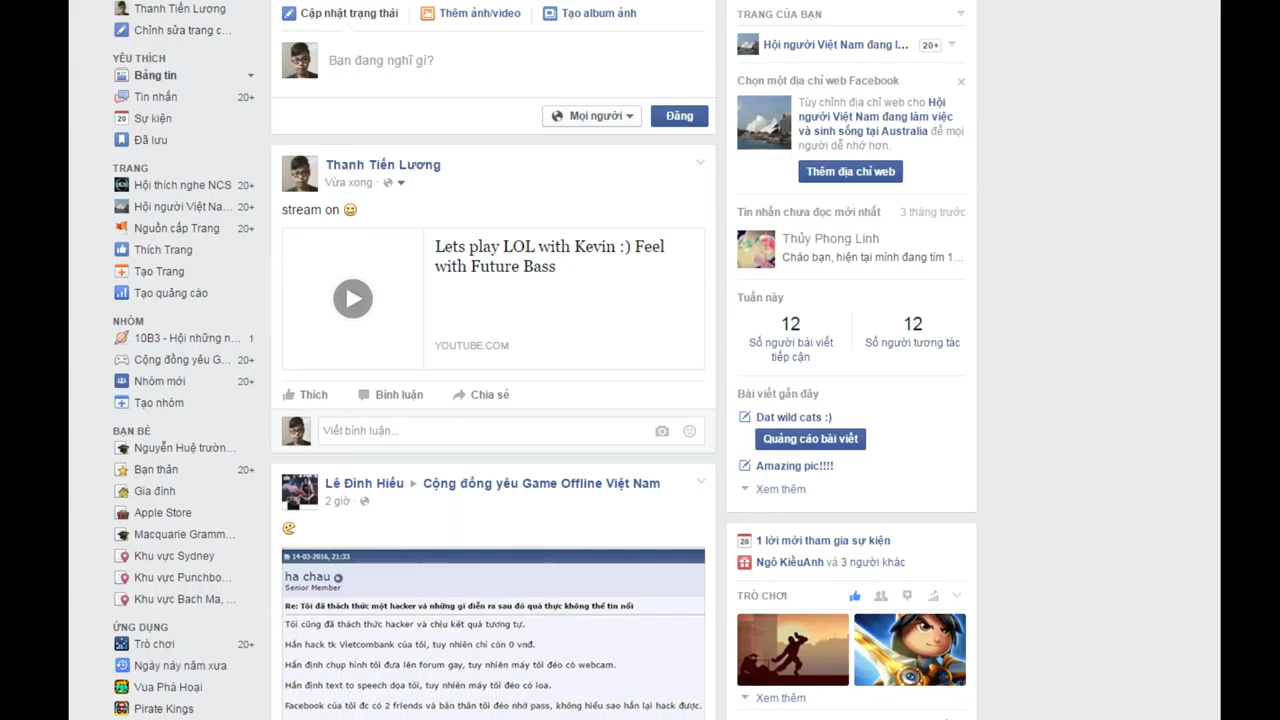 Thanh Tiến Lương
Chỉnh sửa trang c...
YÊU THÍCH
Bảng tin
Tin nhắn 20+
20 Sự kiện
Đã lưu
TRANG
Hội thích nghe NCS 20+
Hội người Việt Na... 20+
Nguồn cấp Trang 20+
Thích Trang
Tạo Trang
Tạo quảng cáo
NHÓM
10B3 - Hội những n... 1
Cộng đồng yêu G... 20+
Nhóm mới 20+
Tạo nhóm
BẠN BÈ
Nguyễn Huệ trườn...
Bạn thân 20+
Gia đình
Apple Store
Macquarie Gramm...
Khu vực Sydney
Khu vực Punchbo...
Khu vực Bach Ma, ...
ỨNG DỤNG
Trò chơi 20+
Ngày này năm xưa
Vua Phá Hoại
Pirate Kings
Cập nhật trạng thái Thêm ảnh/video Tạo album ảnh
Bạn đang nghĩ gì?
Mọi người Đăng
Thanh Tiến Lương
Vừa xong ·
stream on
Lets play LOL with Kevin :) Feel
with Future Bass
YOUTUBE.COM
Thích Bình luận Chia sẻ
Viết bình luận...
Lê Đình Hiếu ▸ Cộng đồng yêu Game Offline Việt Nam
2 giờ ·
14-03-2016, 21:33
ha chau
Senior Member
Re: Tôi đã thách thức một hacker và những gì diễn ra sau đó quả thực không thể tin nổi
Tôi cũng đã thách thức hacker và chịu kết quả tương tự.
Hắn hack tk Vietcombank của tôi, tuy nhiên chỉ còn 0 vnđ.
Hắn định chụp hình tôi đưa lên forum gay, tuy nhiên máy tôi đéo có webcam.
Hắn định text to speech dọa tôi, tuy nhiên máy tôi đéo có loa.
Facebook của tôi đc có 2 friends và bản thân tôi đéo nhớ pass, không hiểu sao hắn lại hack được.
TRANG CỦA BẠN
Hội người Việt Nam đang l... 20+
Chọn một địa chỉ web Facebook
Tùy chỉnh địa chỉ web cho Hội
người Việt Nam đang làm việc
và sinh sống tại Australia để mọi
người dễ nhớ hơn.
Thêm địa chỉ web
Tin nhắn chưa đọc mới nhất 3 tháng trước
Thủy Phong Linh
Chào bạn, hiện tại mình đang tìm 1...
Tuần này
12 12
Số người bài viết Số người tương tác
tiếp cận
Bài viết gần đây
Dat wild cats :)
Quảng cáo bài viết
Amazing pic!!!!
Xem thêm
20 1 lời mời tham gia sự kiện
Ngô KiềuAnh và 3 người khác
TRÒ CHƠI
Xem thêm